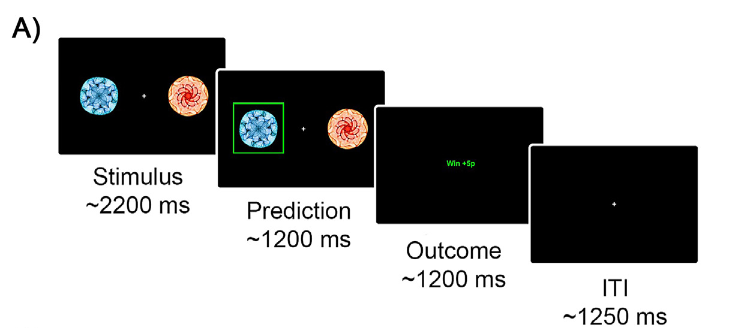 A)
Stimulus
~2200 ms
Prediction
~1200 ms
Win +5p
Outcome
~1200 ms
ITI
~1250 ms